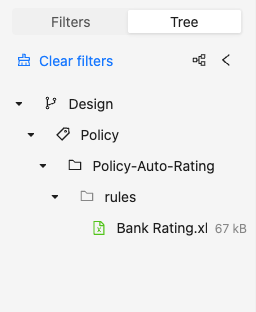 Filters Tree
Clear filters
Design
Policy
Policy-Auto-Rating
rules
Bank Rating.xl 67 kB